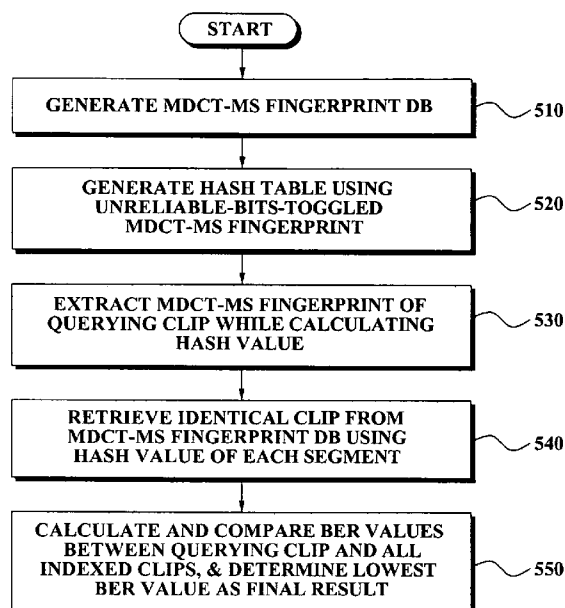 START
GENERATE MDCT-MS FINGERPRINT DB
510
GENERATE HASH TABLE USING
UNRELIABLE-BITS-TOGGLED
MDCT-MS FINGERPRINT
520
EXTRACT MDCT-MS FINGERPRINT OF
QUERYING CLIP WHILE CALCULATING
HASH VALUE
530
RETRIEVE IDENTICAL CLIP FROM
MDCT-MS FINGERPRINT DB USING
HASH VALUE OF EACH SEGMENT
540
CALCULATE AND COMPARE BER VALUES
BETWEEN QUERYING CLIP AND ALL
INDEXED CLIPS, & DETERMINE LOWEST
BER VALUE AS FINAL RESULT
550